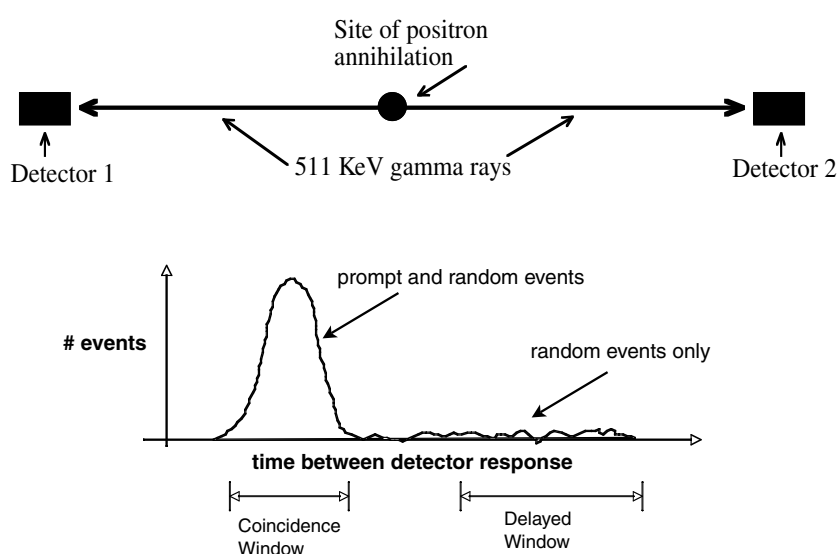 Site of positron
annihilation
Detector 1
511 KeV gamma rays
Detector 2
prompt and random events
# events
random events only
time between detector response
Coincidence
Window
Delayed
Window